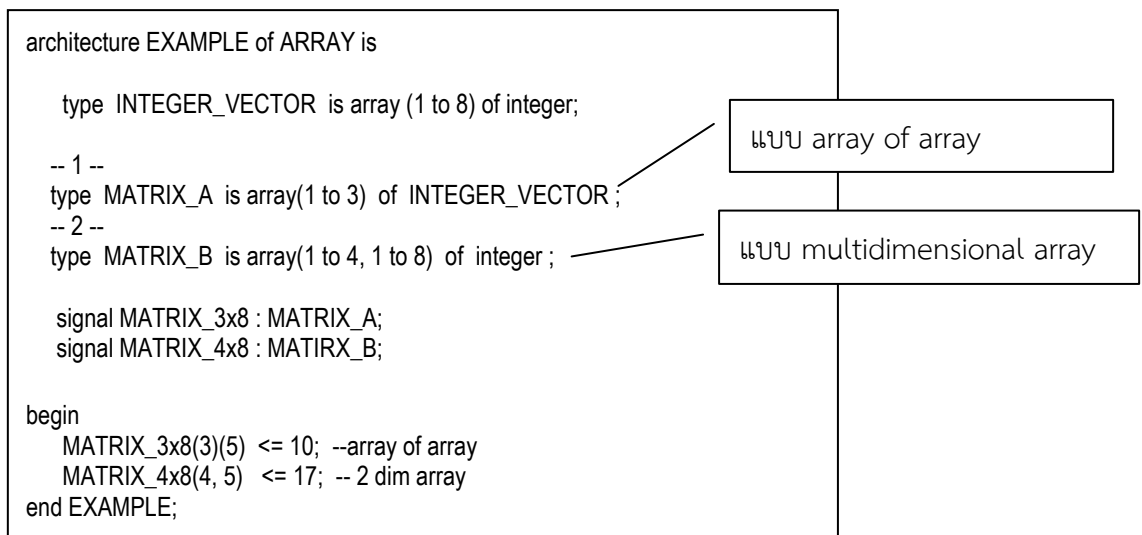 architecture EXAMPLE of ARRAY is
type INTEGER_VECTOR is array (1 to 8) of integer;
-- 1 --
type MATRIX_A is array(1 to 3) of INTEGER_VECTOR ;
-- 2 --
type MATRIX_B is array(1 to 4, 1 to 8) of integer ;
signal MATRIX_3x8 : MATRIX_A;
signal MATRIX_4x8 : MATIRX_B;
begin
MATRIX_3x8(3)(5) <= 10; --array of array
MATRIX_4x8(4, 5) <= 17; -- 2 dim array
end EXAMPLE;
แบบ array of array
แบบ multidimensional array